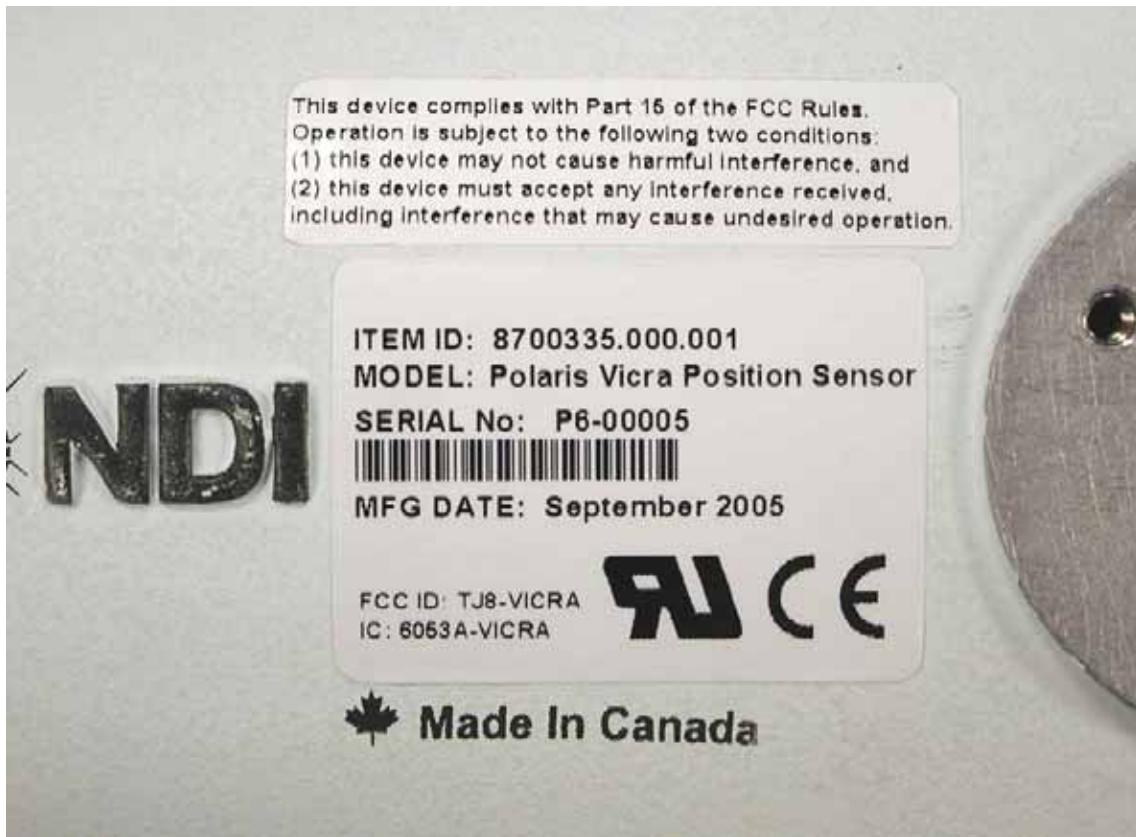 This device complies with Part 15 of the FCC Rules.
Operation is subject to the following two conditions:
(1) this device may not cause harmful interference, and
(2) this device must accept any interference received,
including interference that may cause undesired operation.
ITEM ID: 8700335.000.001
MODEL: Polaris Vicra Position Sensor
SERIAL No: P6-00005
NDI
MFG DATE: September 2005
FCC ID: TJ8-VICRA
IC: 6053A-VICRA
RU CE
Made In Canada